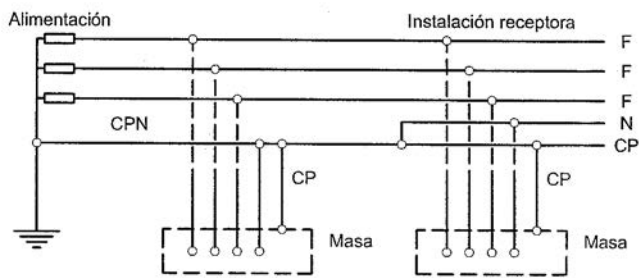 Alimentación
Instalación receptora
F
F
F
N
CPN
CP
CP
CP
Masa
Masa